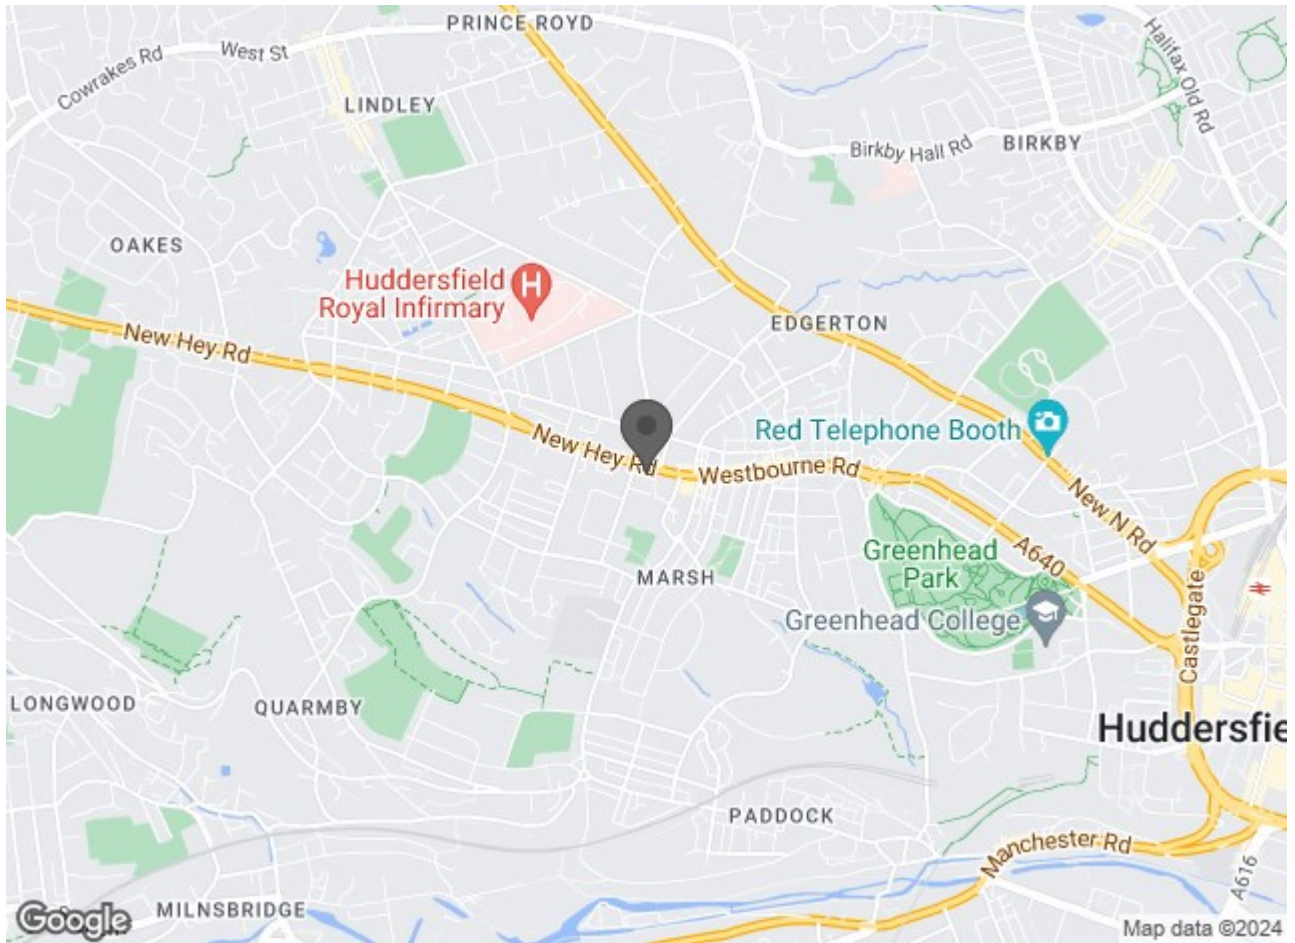 PRINCE ROYD
West St
Cowrakes Rd
Halifax Old Rd
LINDLEY
Birkby Hall Rd
BIRKBY
OAKES
Huddersfield
Royal Infirmary
H
EDGERTON
New Hey Rd
Red Telephone Booth
New Hey Rd
Westbourne Rd
New N Rd
Greenhead
Park
A640
MARSH
Greenhead College
Castlegate
LONGWOOD
QUARMBY
Huddersfie
PADDOCK
Manchester Rd
A616
MILNSBRIDGE
Google
Map data ©2024